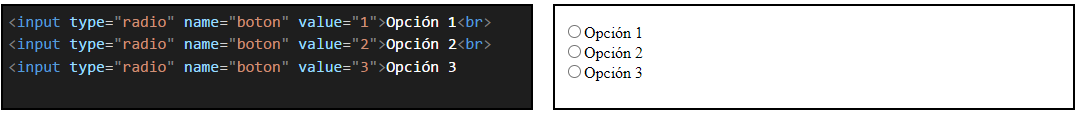 <input type="radio" name="boton" value="1">Opción 1<br>
<input type="radio" name="boton" value="2">Opción 2<br>
<input type="radio" name="boton" value="3">Opción 3
Opción 1
Opción 2
Opción 3